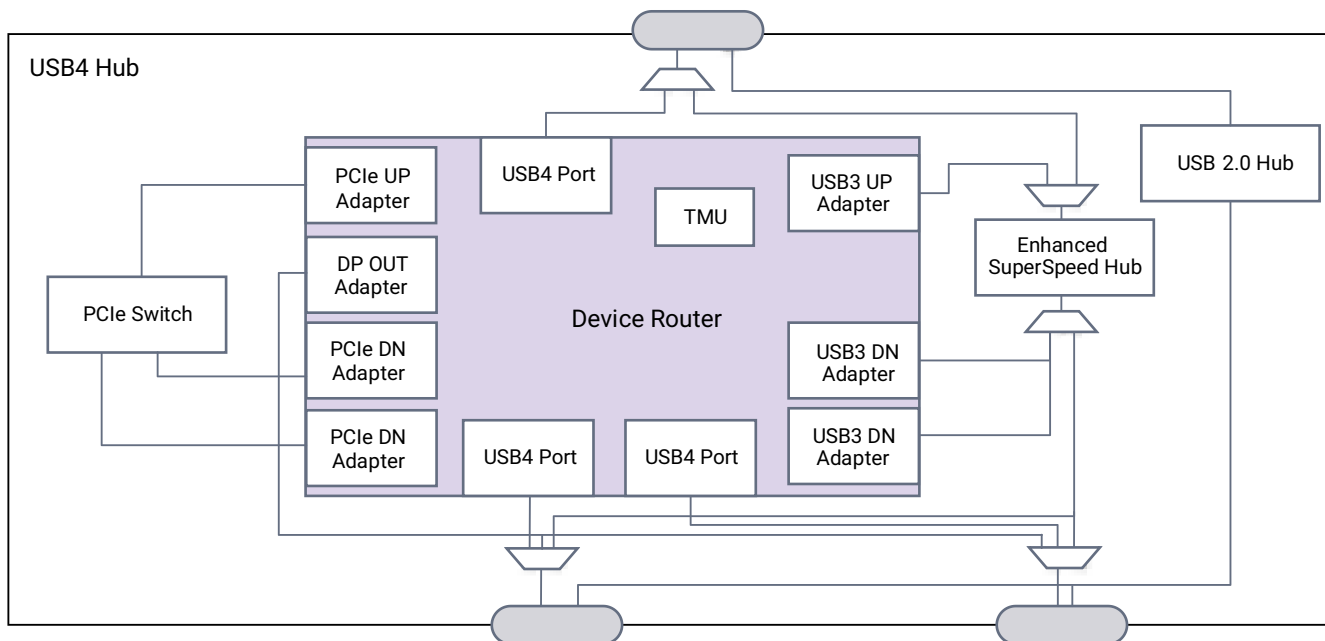 USB4 Hub
USB 2.0 Hub
PCIe UP
Adapter
USB4 Port
USB3 UP
Adapter
TMU
DP OUT
Adapter
Enhanced
SuperSpeed Hub
PCIe Switch
Device Router
PCIe DN
Adapter
USB3 DN
Adapter
PCIe DN
Adapter
USB4 Port
USB4 Port
USB3 DN
Adapter